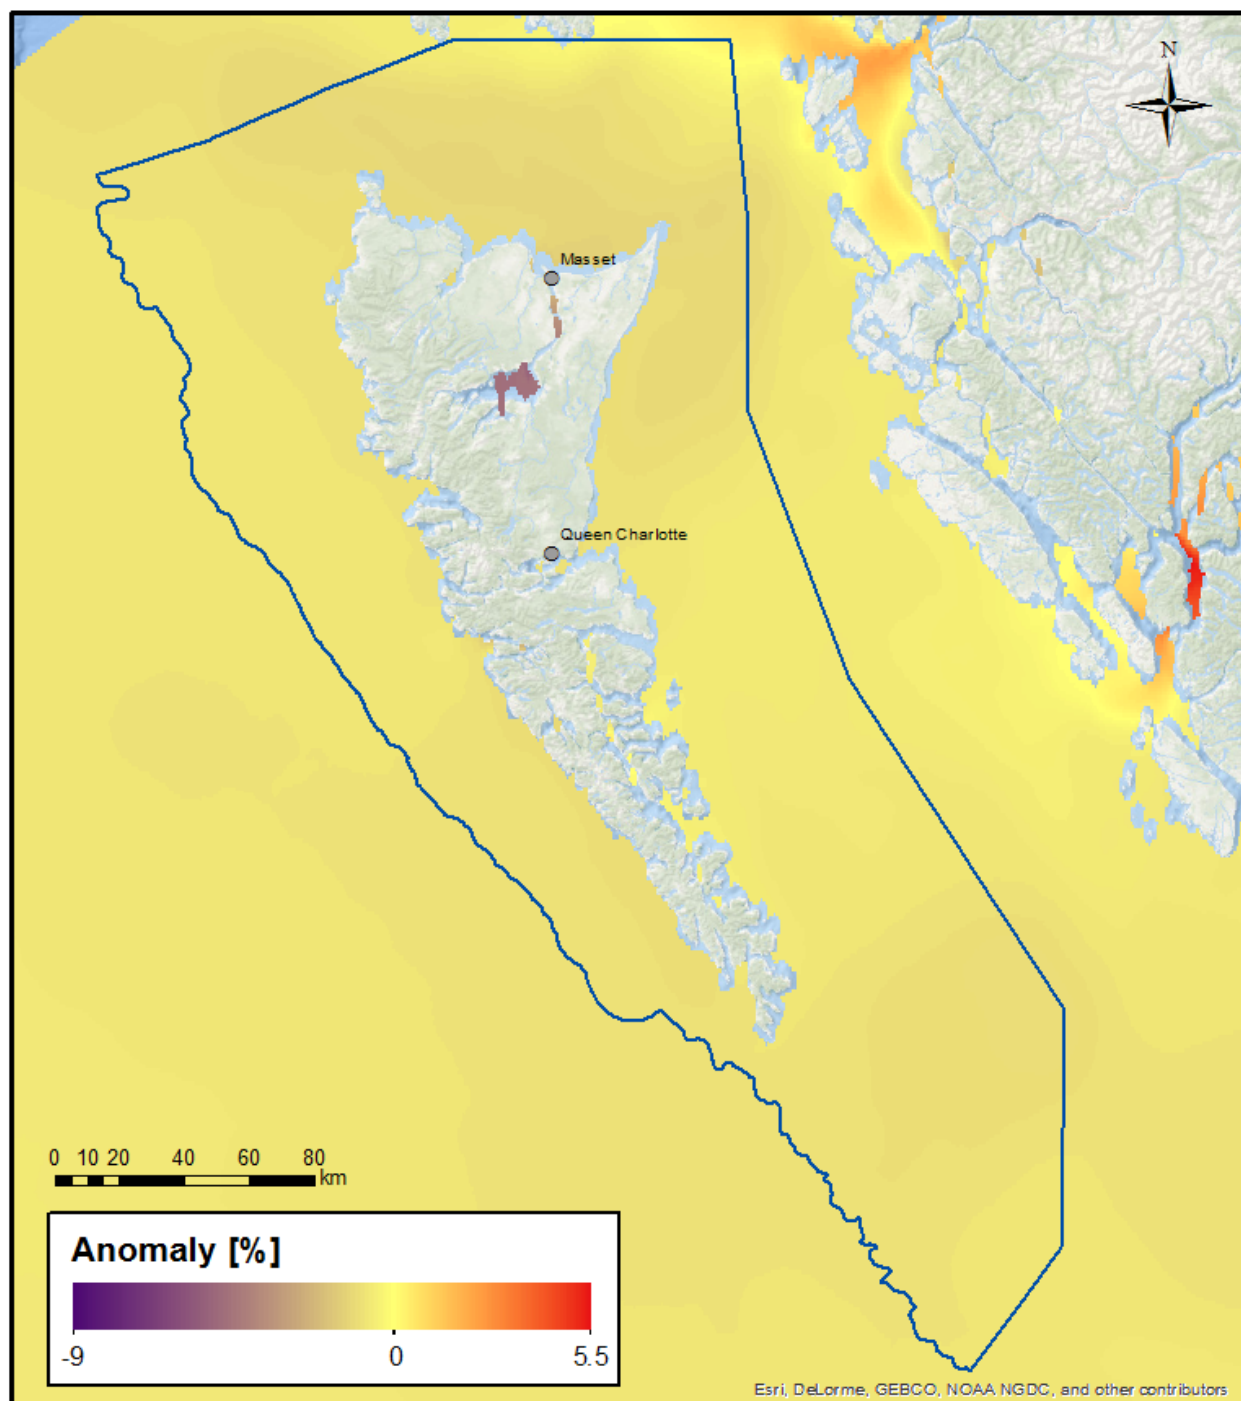 N
Masset
Queen Charlotte
0 10 20 40 60 80
km
Anomaly [%]
-9 0 5.5
Esri, DeLorme, GEBCO, NOAA NGDC, and other contributors